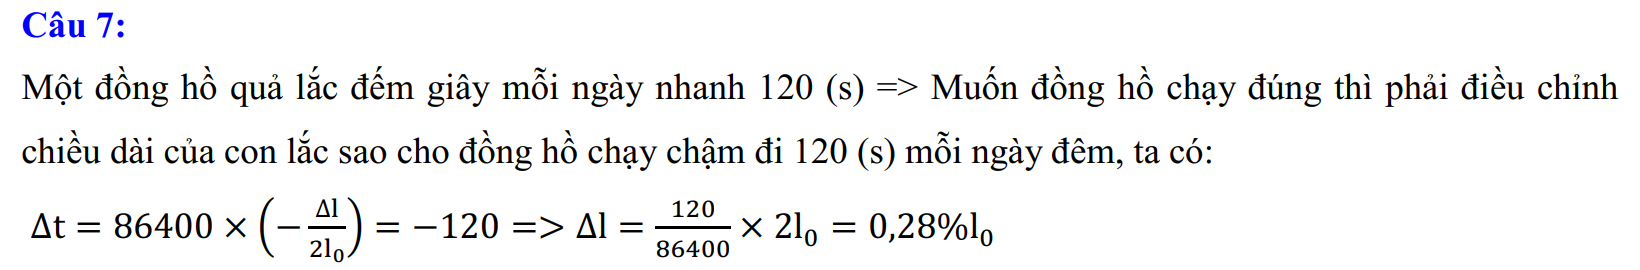 Câu 7:
Một đồng hồ quả lắc đếm giây mỗi ngày nhanh 120 (s) => Muốn đồng hồ chạy đúng thì phải điều chỉnh
chiều dài của con lắc sao cho đồng hồ chạy chậm đi 120 (s) mỗi ngày đêm, ta có:
Δt = 86400 × (−Δl/2l₀) = −120 => Δl = 120/86400 × 2l₀ = 0,28%l₀